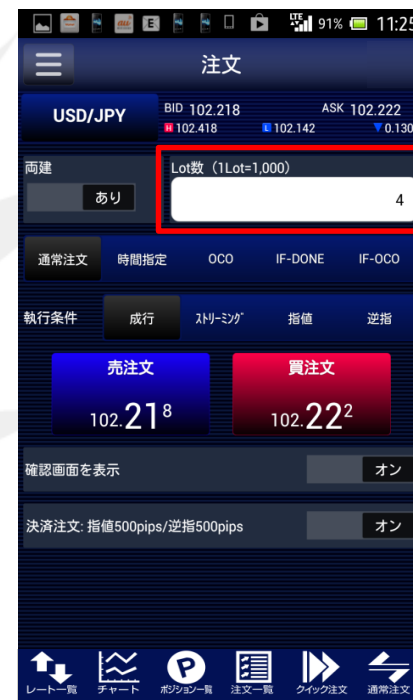 91% 11:25
注文
USD/JPY
BID 102.218 ASK 102.222
H 102.418 L 102.142 ▼0.130
両建 Lot数（1Lot=1,000）
あり 4
通常注文 時間指定 OCO IF-DONE IF-OCO
執行条件 成行 ｽﾄﾘｰﾐﾝｸﾞ 指値 逆指
売注文 買注文
102.218 102.222
確認画面を表示 オン
決済注文: 指値500pips/逆指500pips オン
レート一覧 チャート ポジション一覧 注文一覧 クイック注文 通常注文